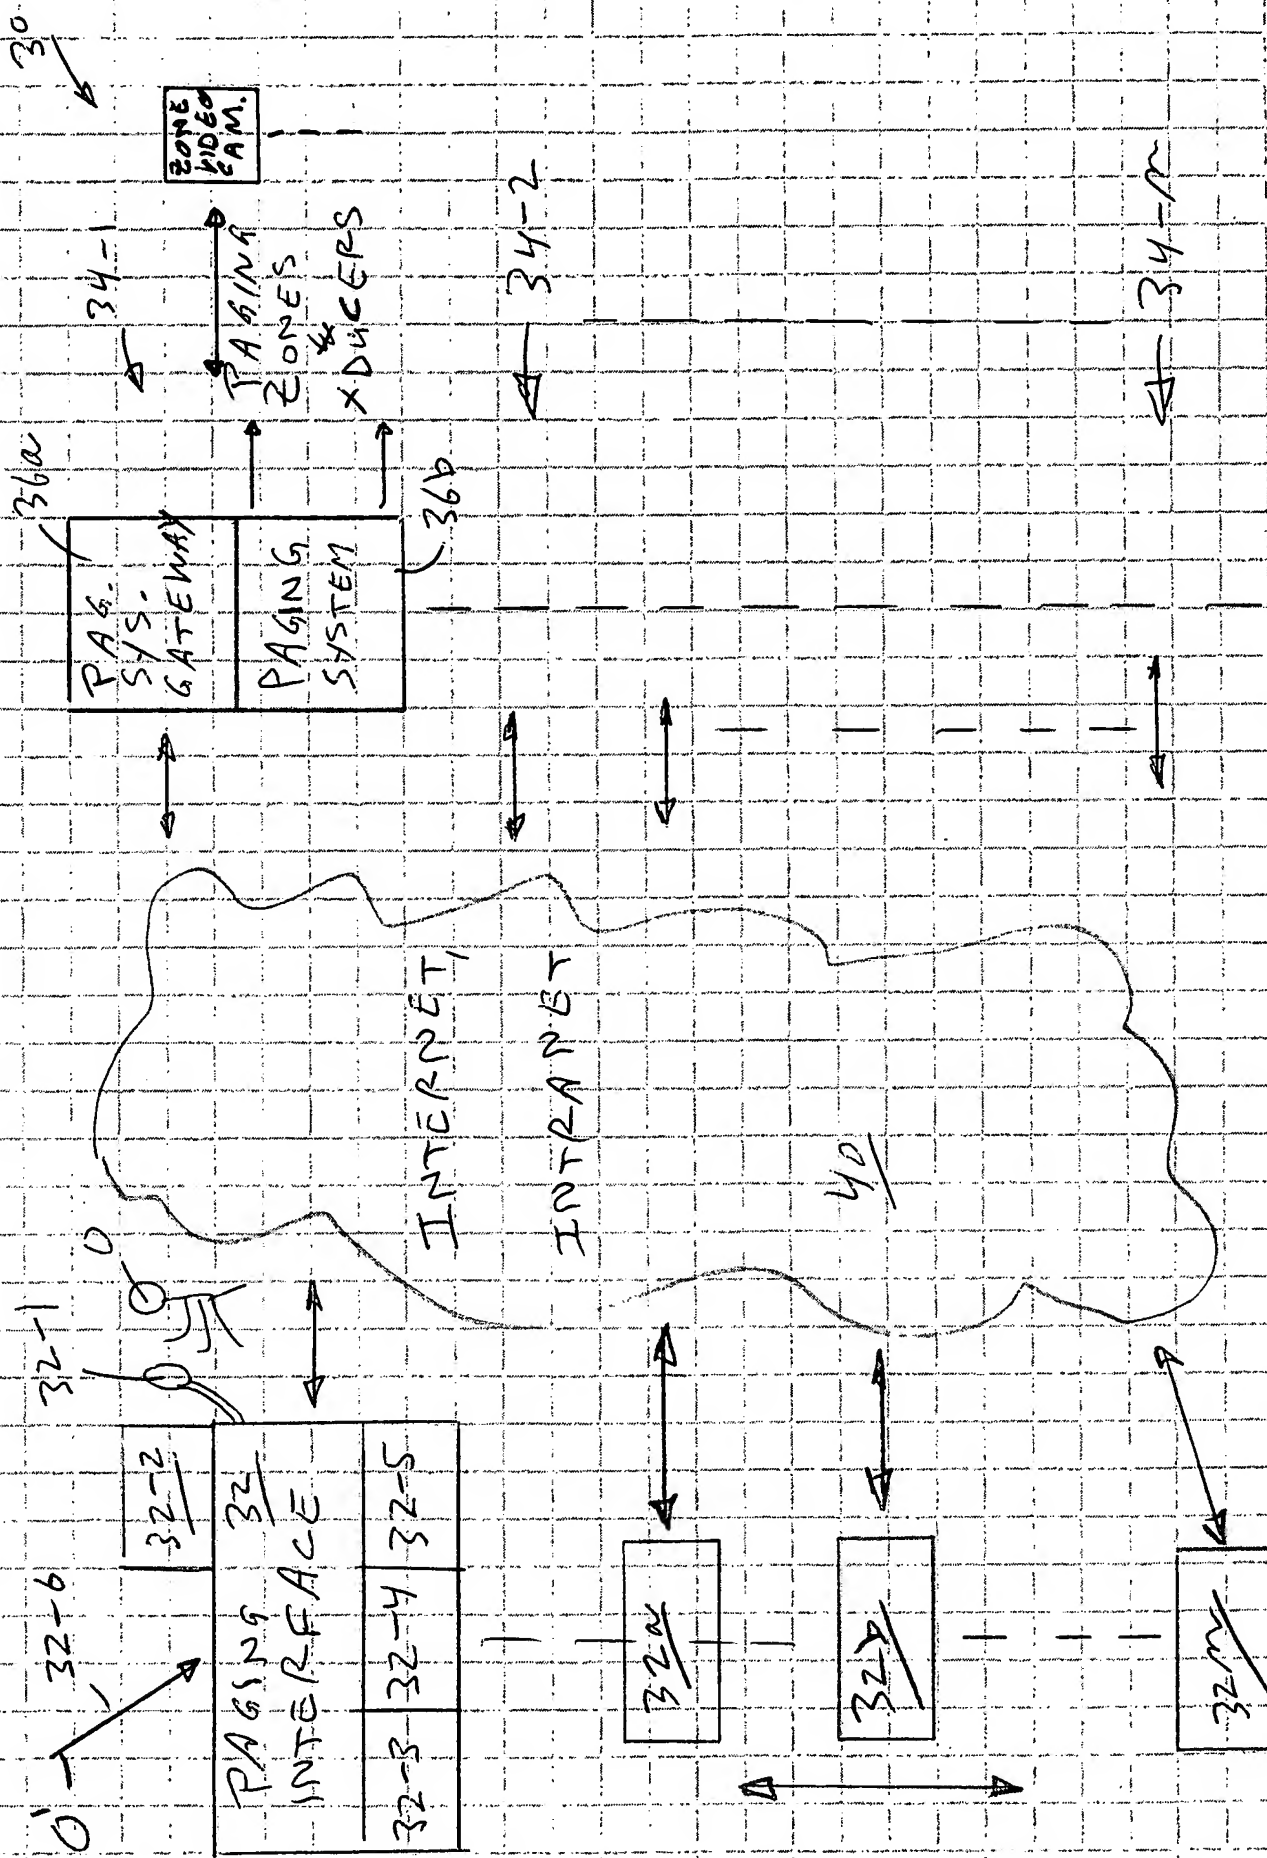 30
ZONE
VIDEO
CAM.
34-1
PAGING
ZONES
&
XDUCERS
34-2
34-n
36a
PAG.
SYS.
GATEWAY
PAGING
SYSTEM
36b
INTERNET,
INTRANET
40
O
32-1
32-2
PAGING 32
INTERFACE
32-3 32-4 32-5
O' 32-6
32a
32b
32n